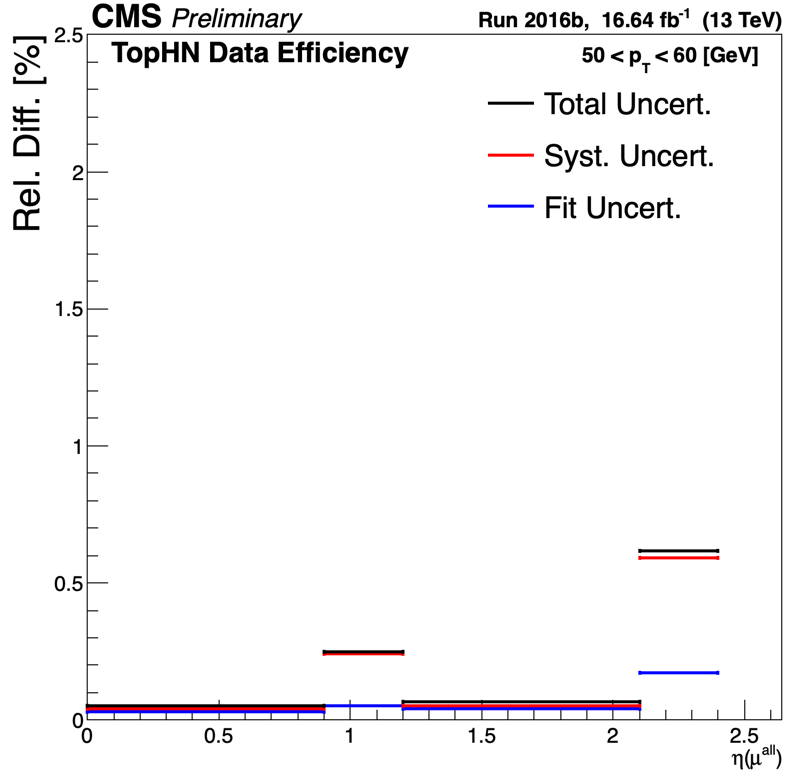 CMS Preliminary Run 2016b, 16.64 fb⁻¹ (13 TeV)
TopHN Data Efficiency 50 < p_T < 60 [GeV]
Rel. Diff. [%]
Total Uncert.
Syst. Uncert.
Fit Uncert.
2.5
2
1.5
1
0.5
0
0 0.5 1 1.5 2 2.5
η(μ^all)